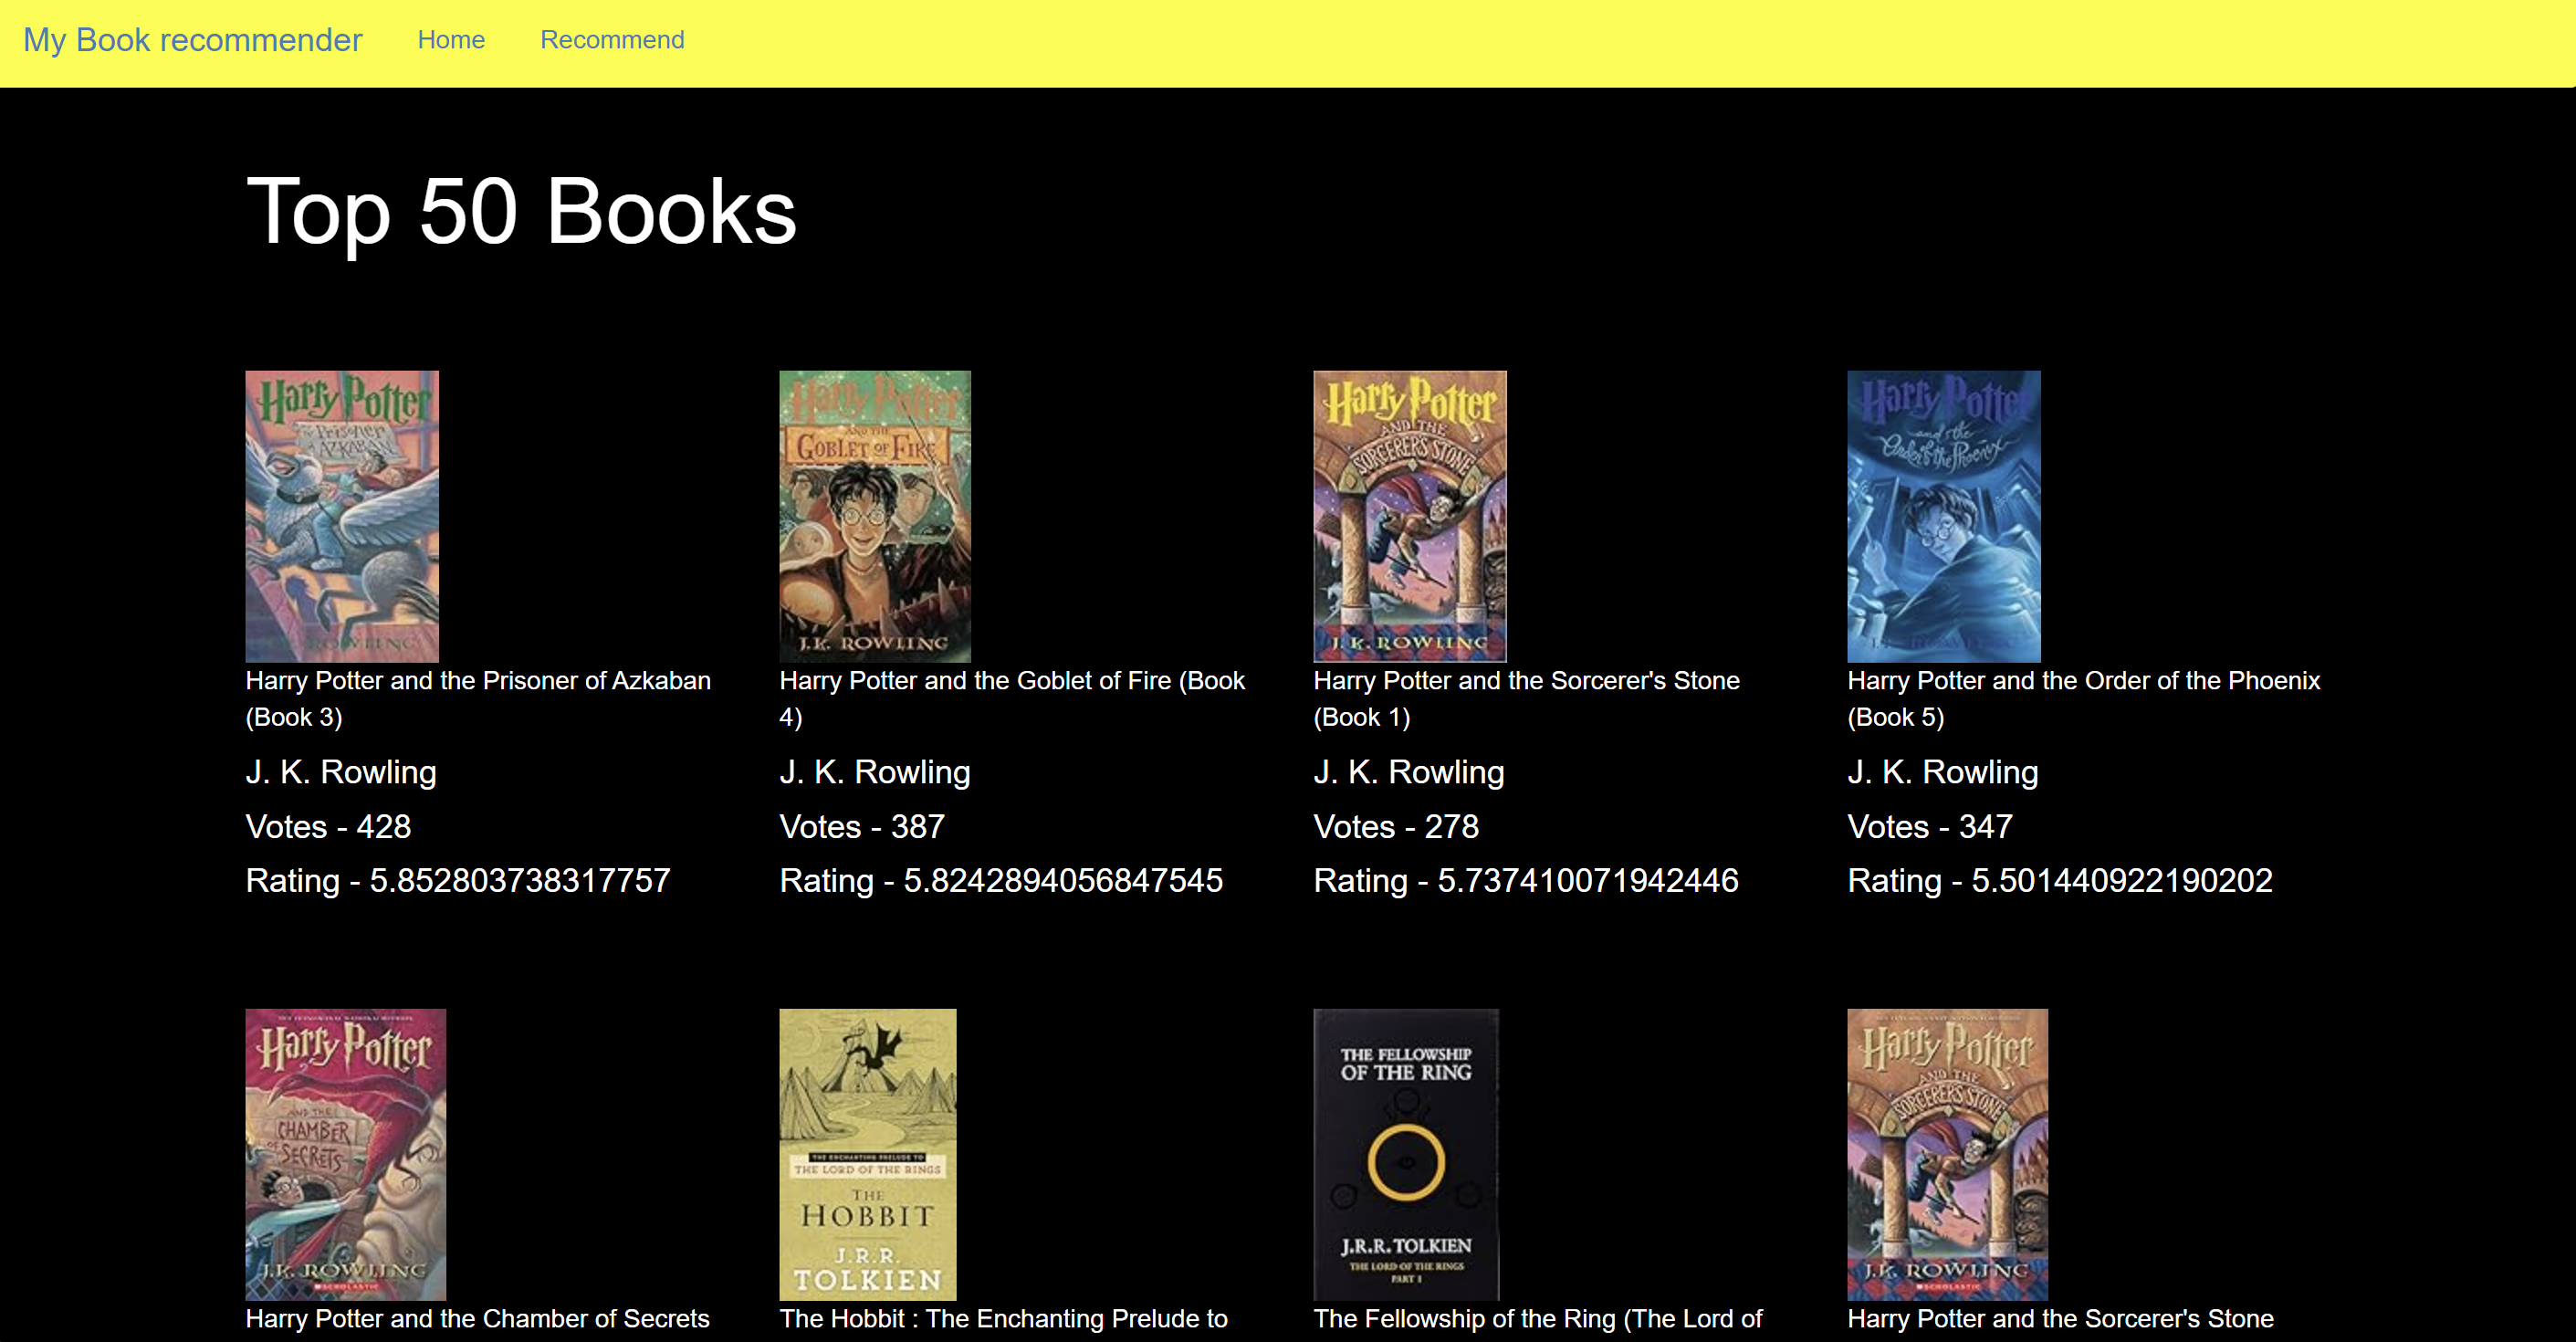 My Book recommender Home Recommend
Top 50 Books
Harry Potter
Prisoner
of AZKABAN
Harry Potter and the Prisoner of Azkaban
(Book 3)
J. K. Rowling
Votes - 428
Rating - 5.852803738317757
Harry Potter
AND THE
GOBLET OF FIRE
J.K. ROWLING
Harry Potter and the Goblet of Fire (Book
4)
J. K. Rowling
Votes - 387
Rating - 5.8242894056847545
Harry Potter
AND THE
SORCERER'S STONE
J. K. ROWLING
Harry Potter and the Sorcerer's Stone
(Book 1)
J. K. Rowling
Votes - 278
Rating - 5.737410071942446
Harry Potter
and the
Order of the Phoenix
Harry Potter and the Order of the Phoenix
(Book 5)
J. K. Rowling
Votes - 347
Rating - 5.501440922190202
Harry Potter
AND THE
CHAMBER
OF SECRETS
J.K. ROWLING
SCHOLASTIC
Harry Potter and the Chamber of Secrets
THE ENCHANTING PRELUDE TO
THE LORD OF THE RINGS
THE
HOBBIT
J.R.R.
TOLKIEN
The Hobbit : The Enchanting Prelude to
THE FELLOWSHIP
OF THE RING
J.R.R. TOLKIEN
THE LORD OF THE RINGS
PART 1
The Fellowship of the Ring (The Lord of
Harry Potter
AND THE
SORCERER'S STONE
J.K. ROWLING
SCHOLASTIC
Harry Potter and the Sorcerer's Stone